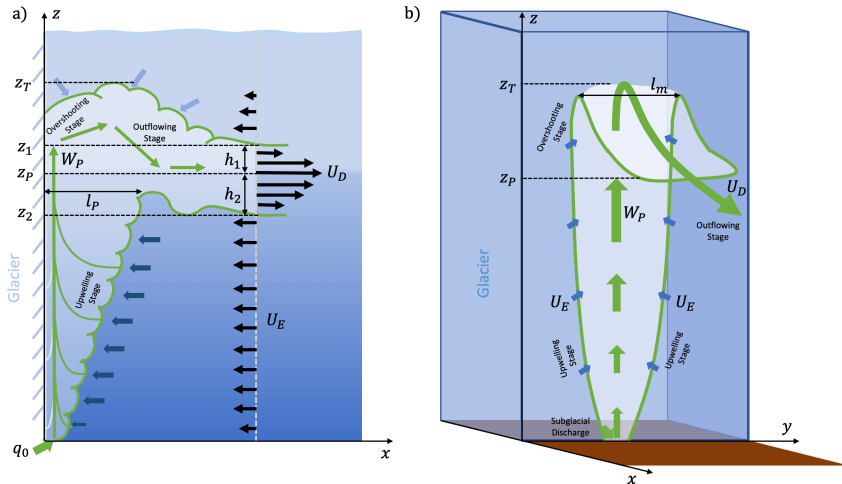 a)
z
z_T
Overshooting
Stage
Outflowing
Stage
z_1
W_P
h_1
z_P
U_D
l_P
h_2
z_2
Glacier
Upwelling
Stage
U_E
q_0
x
b)
z
z_T
l_m
Overshooting
Stage
z_P
W_P
U_D
Outflowing
Stage
Glacier
U_E
U_E
Upwelling
Stage
Upwelling
Stage
Subglacial
Discharge
y
x